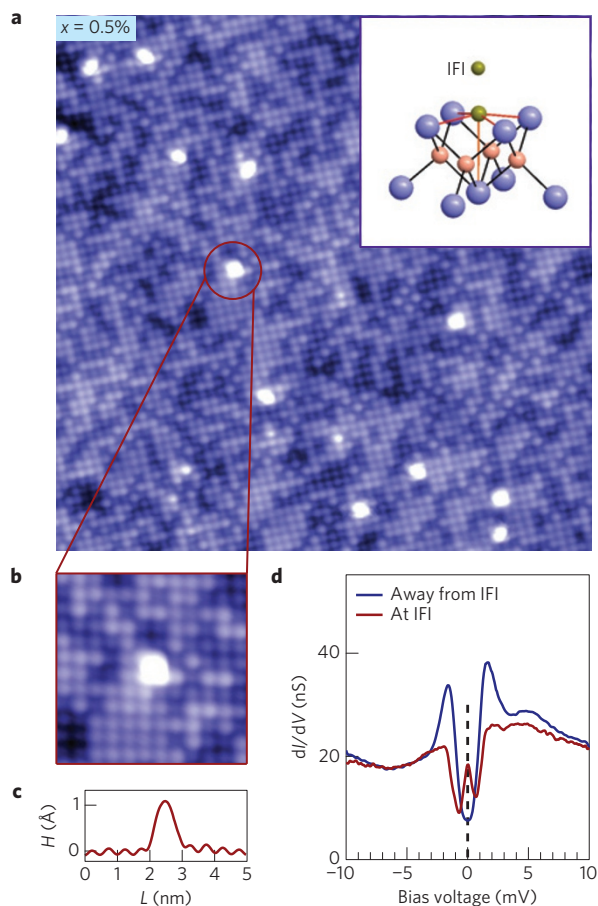 a
x = 0.5%
IFI
b
c
H (Å)
1
0
0 1 2 3 4 5
L (nm)
d
Away from IFI
At IFI
dI/dV (nS)
40
20
0
−10 −5 0 5 10
Bias voltage (mV)